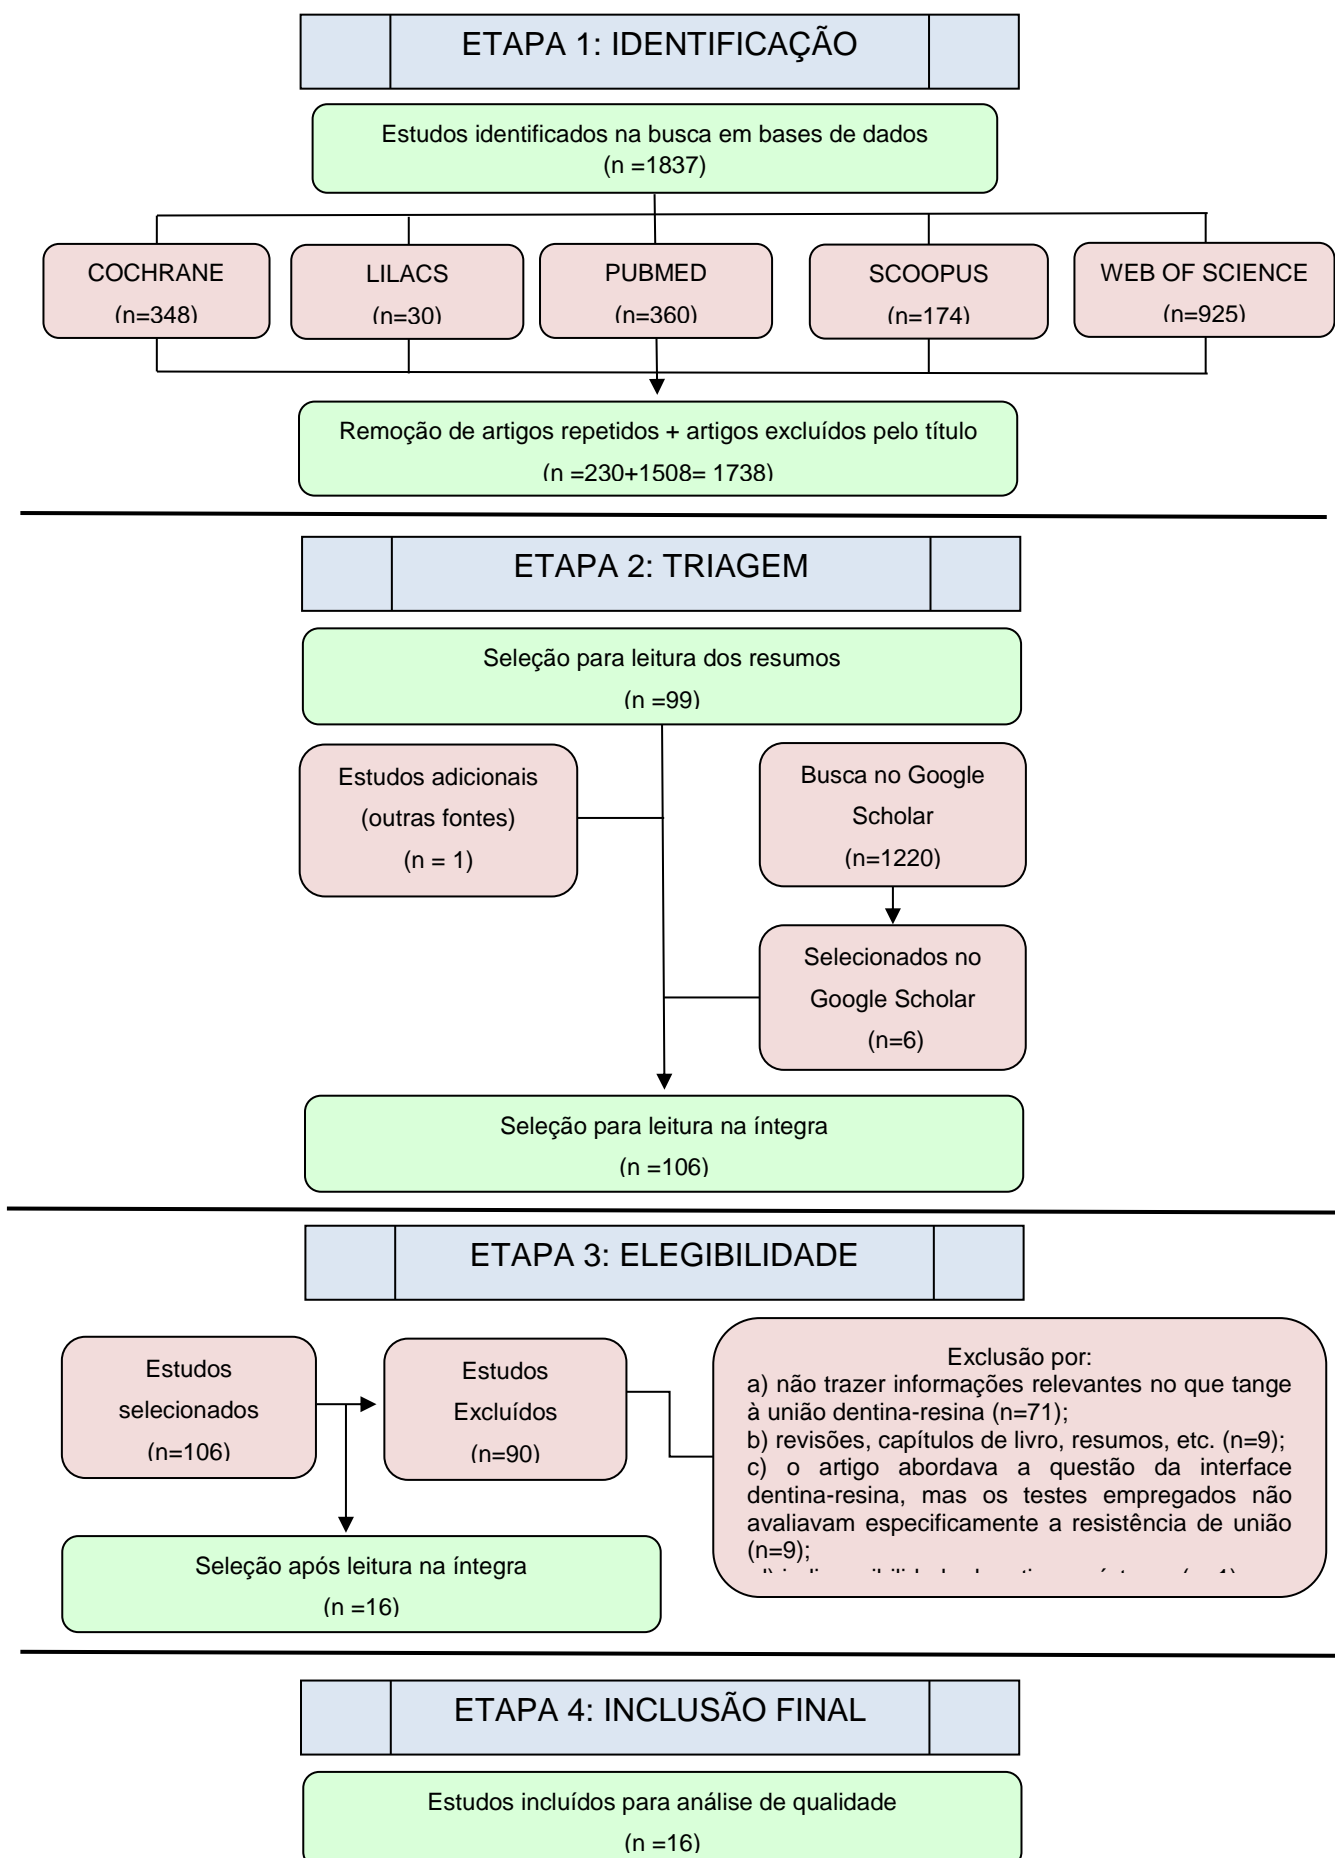 ETAPA 1: IDENTIFICAÇÃO
Estudos identificados na busca em bases de dados
(n =1837)
COCHRANE
(n=348)
LILACS
(n=30)
PUBMED
(n=360)
SCOOPUS
(n=174)
WEB OF SCIENCE
(n=925)
Remoção de artigos repetidos + artigos excluídos pelo título
(n =230+1508= 1738)
ETAPA 2: TRIAGEM
Seleção para leitura dos resumos
(n =99)
Estudos adicionais
(outras fontes)
(n = 1)
Busca no Google
Scholar
(n=1220)
Selecionados no
Google Scholar
(n=6)
Seleção para leitura na íntegra
(n =106)
ETAPA 3: ELEGIBILIDADE
Estudos
selecionados
(n=106)
Estudos
Excluídos
(n=90)
Exclusão por:
a) não trazer informações relevantes no que tange
à união dentina-resina (n=71);
b) revisões, capítulos de livro, resumos, etc. (n=9);
c) o artigo abordava a questão da interface
dentina-resina, mas os testes empregados não
avaliavam especificamente a resistência de união
(n=9);
Seleção após leitura na íntegra
(n =16)
ETAPA 4: INCLUSÃO FINAL
Estudos incluídos para análise de qualidade
(n =16)